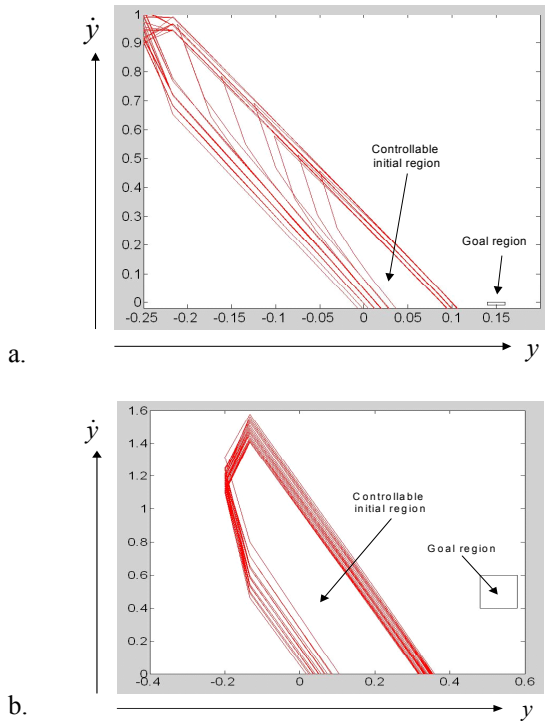 ẏ
1
0.9
0.8
0.7
0.6
0.5
0.4
0.3
0.2
0.1
0
Controllable
initial region
Goal region
-0.25 -0.2 -0.15 -0.1 -0.05 0 0.05 0.1 0.15
y
a.
ẏ
1.6
1.4
1.2
1
0.8
0.6
0.4
0.2
0
Controllable
initial region
Goal region
-0.4 -0.2 0 0.2 0.4 0.6
y
b.